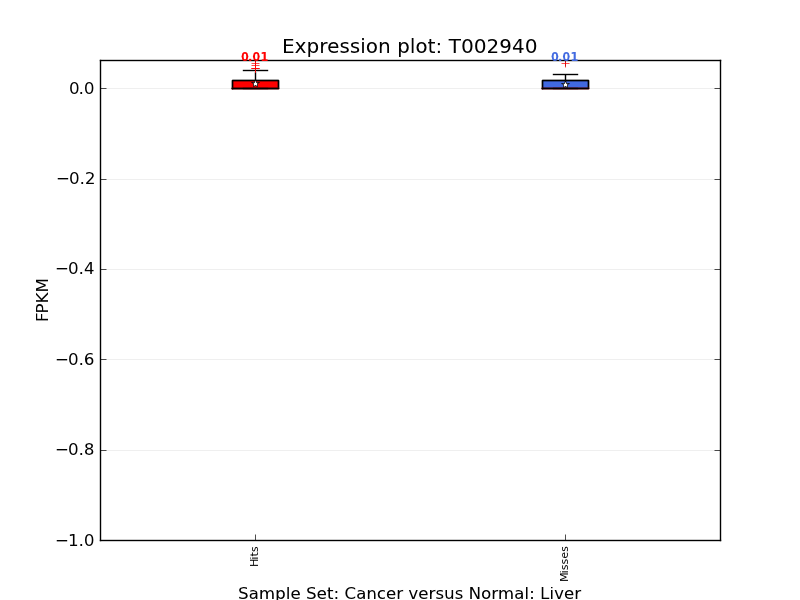 Expression plot: T002940
0.01
0.01
0.0
−0.2
−0.4
−0.6
−0.8
−1.0
FPKM
Hits
Misses
Sample Set: Cancer versus Normal: Liver